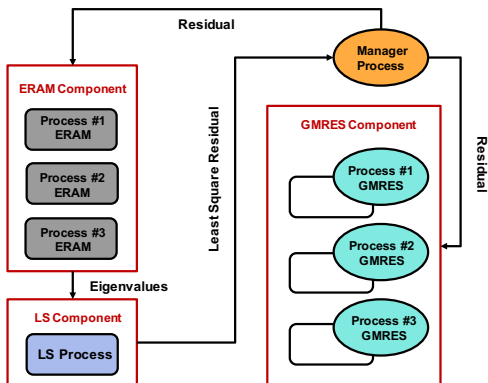 Residual
Manager
Process
ERAM Component
Process #1
ERAM
Process #2
ERAM
Process #3
ERAM
Eigenvalues
LS Component
LS Process
Least Square Residual
GMRES Component
Process #1
GMRES
Process #2
GMRES
Process #3
GMRES
Residual